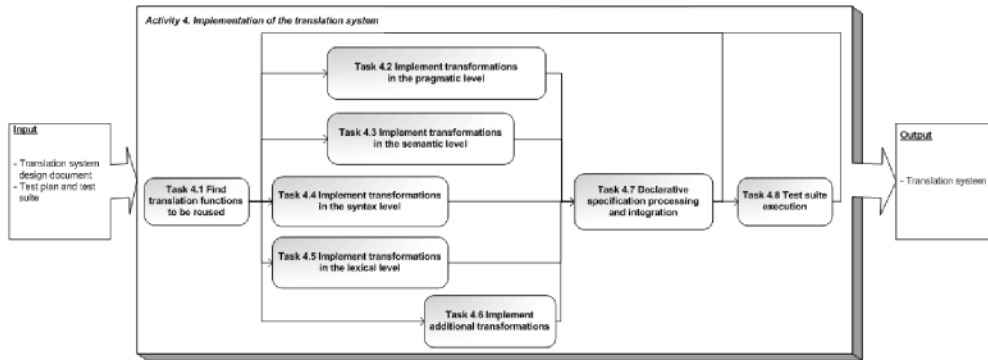 Activity 4. Implementation of the translation system
Input
- Translation system
design document
- Test plan and test
suite
Task 4.1 Find
translation functions
to be reused
Task 4.2 Implement transformations
in the pragmatic level
Task 4.3 Implement transformations
in the semantic level
Task 4.4 Implement transformations
in the syntax level
Task 4.5 Implement transformations
in the lexical level
Task 4.6 Implement
additional transformations
Task 4.7 Declarative
specification processing
and integration
Task 4.8 Test suite
execution
Output
- Translation system